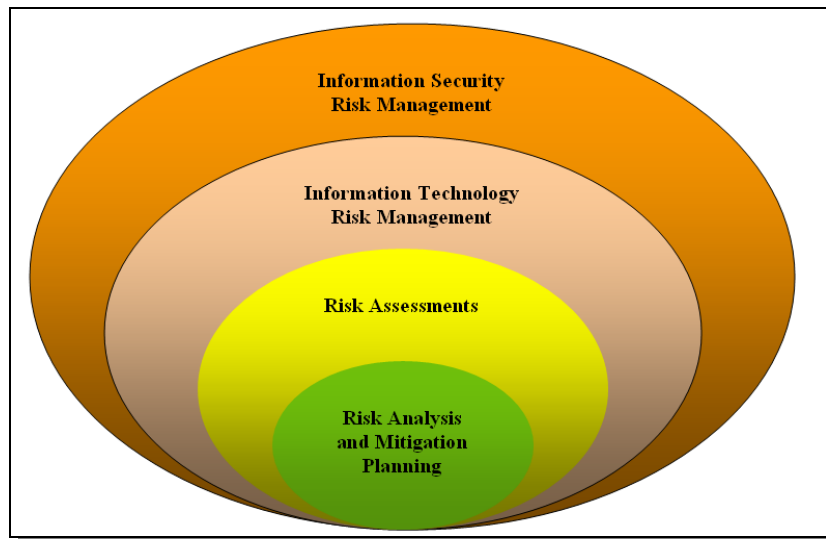 Information Security
Risk Management
Information Technology
Risk Management
Risk Assessments
Risk Analysis
and Mitigation
Planning